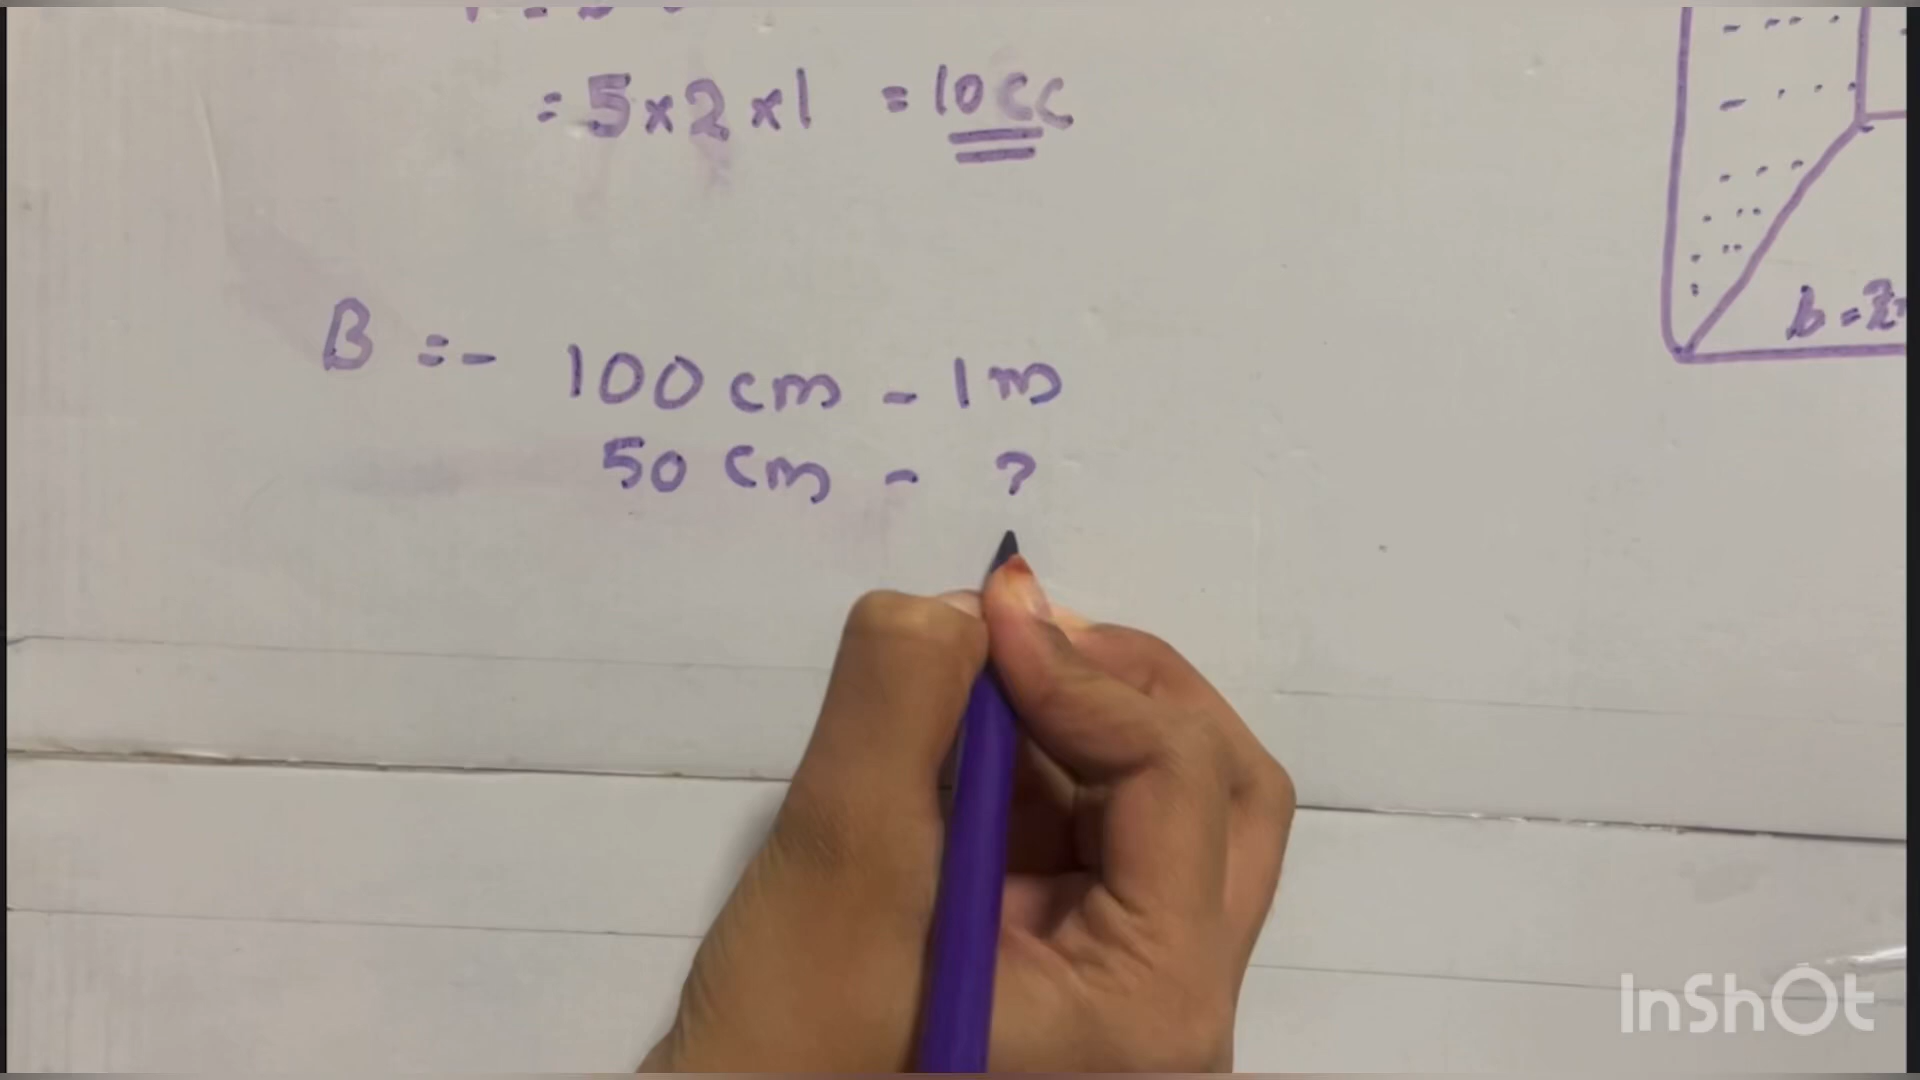 = 5 x 2 x 1 = 10 CC
B =- 100 cm - 1 m
50 cm - ?
b = 2
InShOt